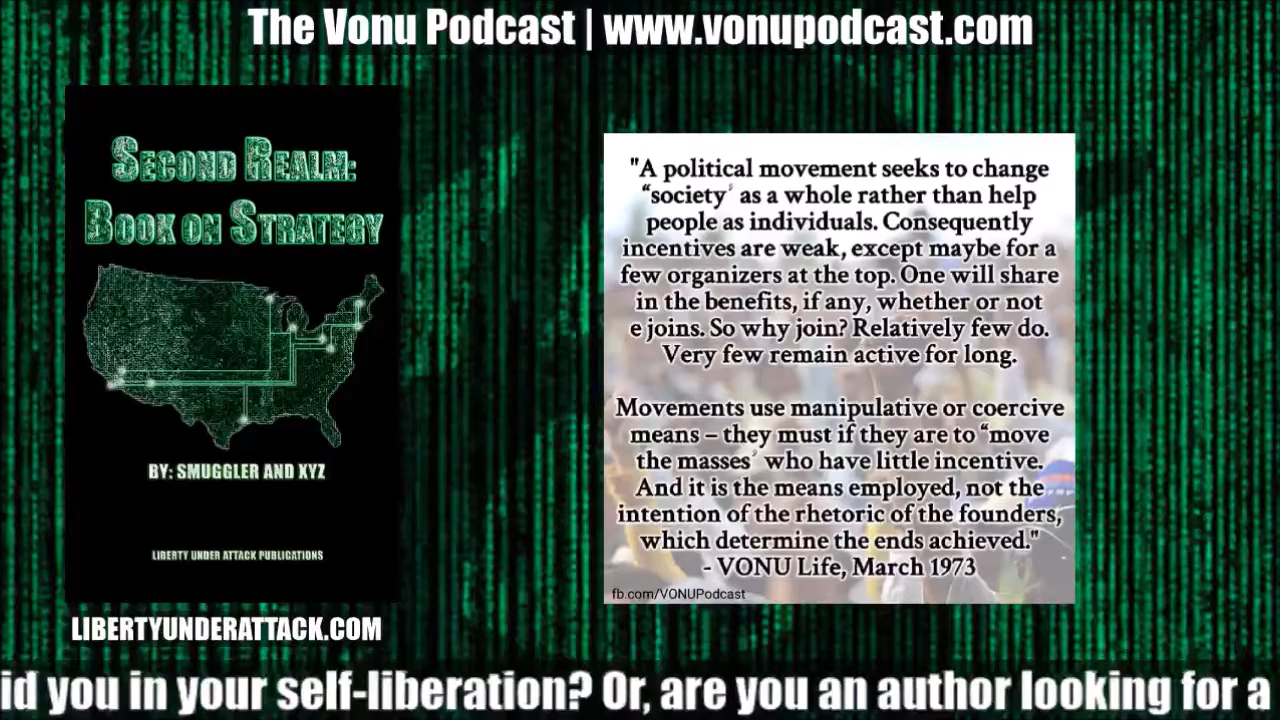 The Vonu Podcast | www.vonupodcast.com
SECOND REALM:
BOOK ON STRATEGY
BY: SMUGGLER AND XYZ
LIBERTY UNDER ATTACK PUBLICATIONS
LIBERTYUNDERATTACK.COM
"A political movement seeks to change
“society’ as a whole rather than help
people as individuals. Consequently
incentives are weak, except maybe for a
few organizers at the top. One will share
in the benefits, if any, whether or not
e joins. So why join? Relatively few do.
Very few remain active for long.
Movements use manipulative or coercive
means – they must if they are to “move
the masses’ who have little incentive.
And it is the means employed, not the
intention of the rhetoric of the founders,
which determine the ends achieved."
- VONU Life, March 1973
fb.com/VONUPodcast
id you in your self-liberation? Or, are you an author looking for a